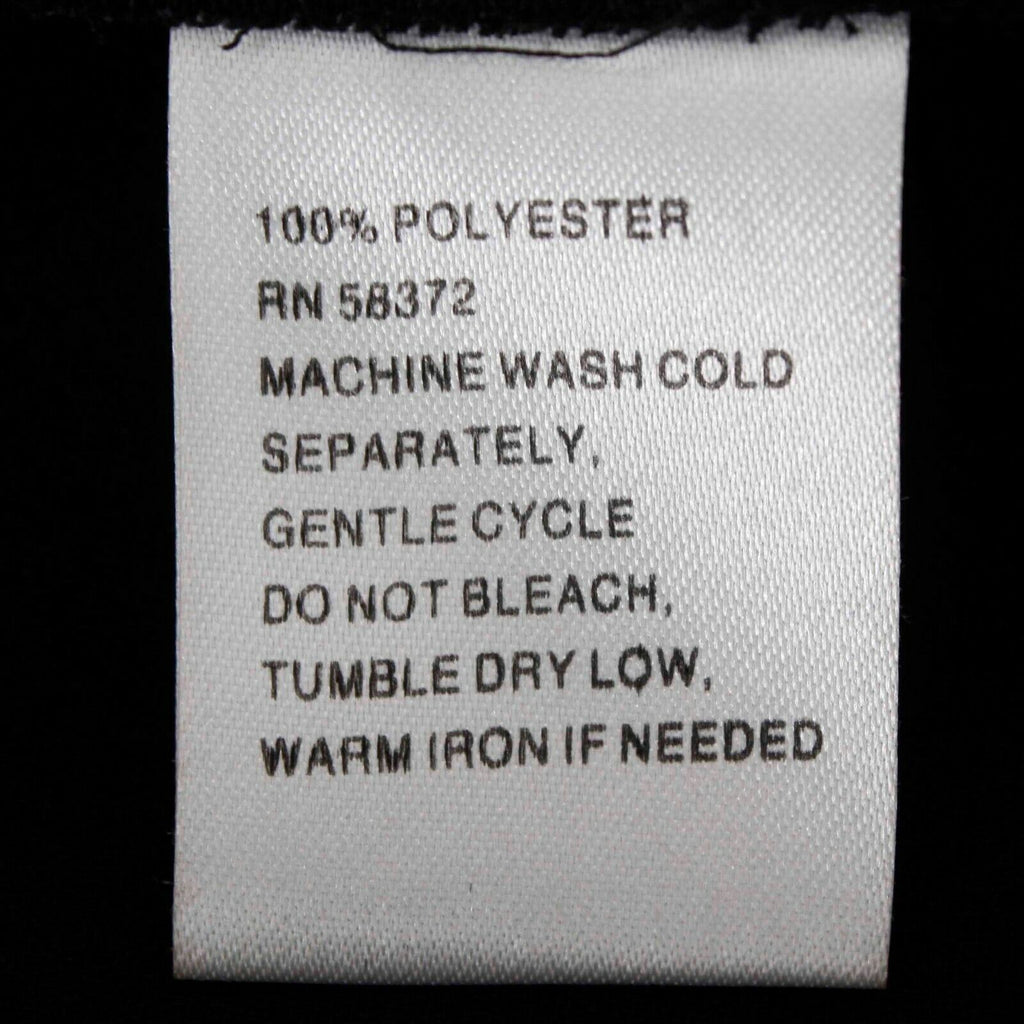 100% POLYESTER
RN 58372
MACHINE WASH COLD
SEPARATELY,
GENTLE CYCLE
DO NOT BLEACH,
TUMBLE DRY LOW,
WARM IRON IF NEEDED